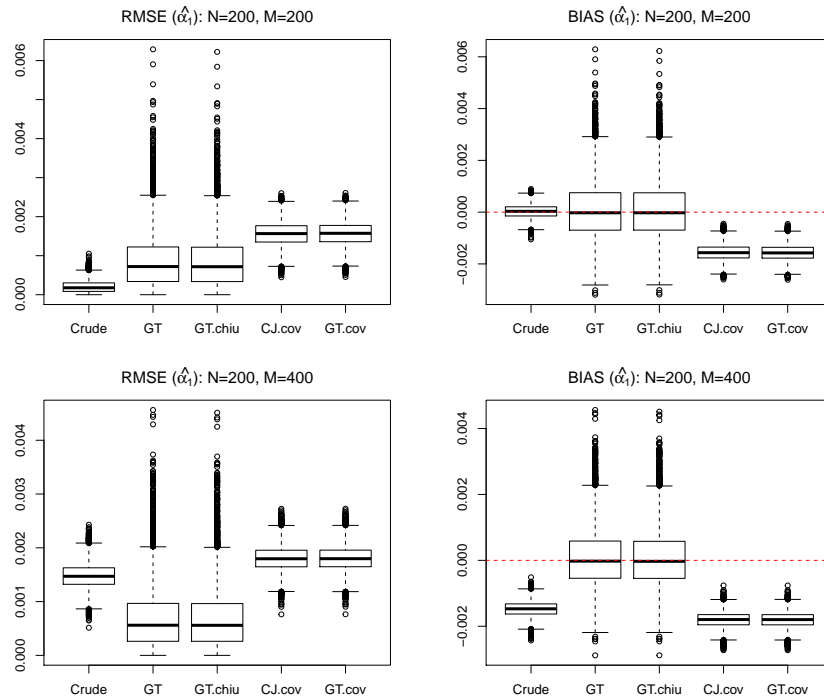 RMSE (α̂₁): N=200, M=200
0.006
0.004
0.002
0.000
Crude GT GT.chiu CJ.cov GT.cov
BIAS (α̂₁): N=200, M=200
0.006
0.004
0.002
0.000
−0.002
Crude GT GT.chiu CJ.cov GT.cov
RMSE (α̂₁): N=200, M=400
0.004
0.003
0.002
0.001
0.000
Crude GT GT.chiu CJ.cov GT.cov
BIAS (α̂₁): N=200, M=400
0.004
0.002
0.000
−0.002
Crude GT GT.chiu CJ.cov GT.cov